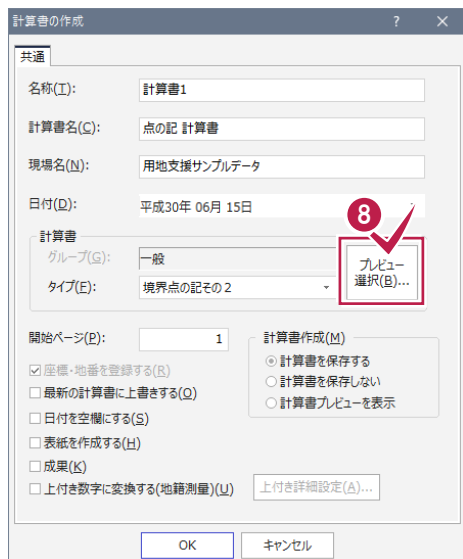 計算書の作成 ? ×
共通
名称(T): 計算書1
計算書名(C): 点の記 計算書
現場名(N): 用地支援サンプルデータ
日付(D): 平成30年 06月 15日
8
計算書
グループ(G): 一般
タイプ(E): 境界点の記その2
プレビュー
選択(B)...
開始ページ(P): 1
座標・地番を登録する(R)
最新の計算書に上書きする(O)
日付を空欄にする(S)
表紙を作成する(H)
成果(K)
上付き数字に変換する(地籍測量)(U)
計算書作成(M)
計算書を保存する
計算書を保存しない
計算書プレビューを表示
上付き詳細設定(A)...
OK キャンセル